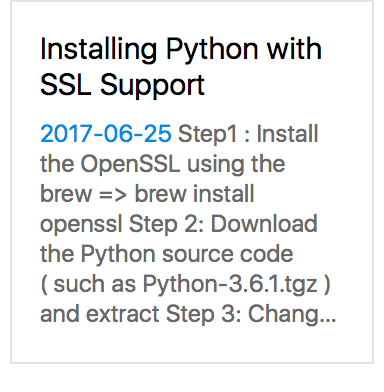 Installing Python with
SSL Support
2017-06-25 Step1 : Install
the OpenSSL using the
brew => brew install
openssl Step 2: Download
the Python source code
( such as Python-3.6.1.tgz )
and extract Step 3: Chang...